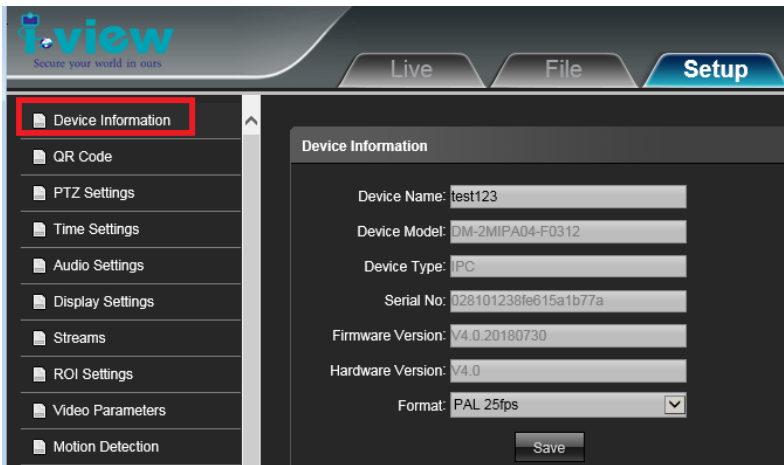 i-view
Secure your world in ours
Live
File
Setup
Device Information
QR Code
PTZ Settings
Time Settings
Audio Settings
Display Settings
Streams
ROI Settings
Video Parameters
Motion Detection
Device Information
Device Name: test123
Device Model: DM-2MIPA04-F0312
Device Type: IPC
Serial No: 028101238fe615a1b77a
Firmware Version: V4.0.20180730
Hardware Version: V4.0
Format: PAL 25fps
Save